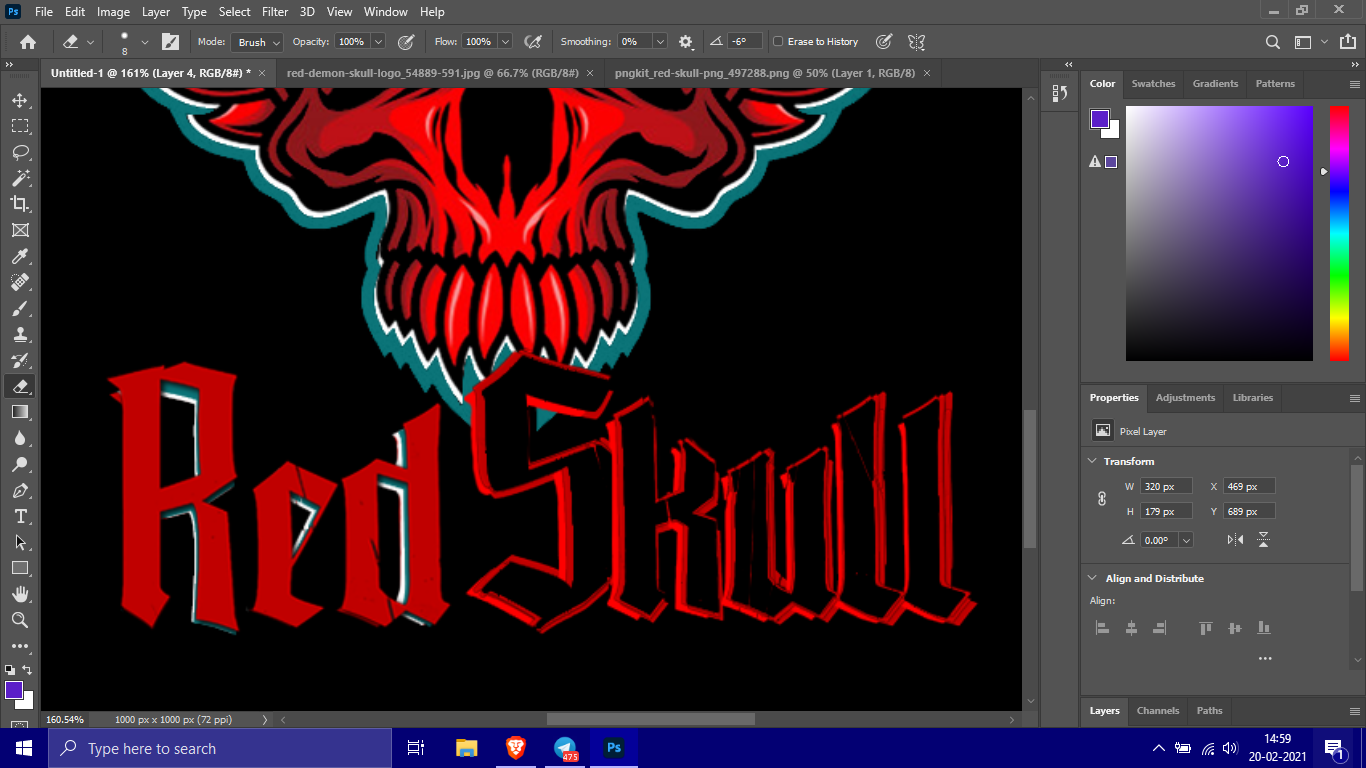 Ps File Edit Image Layer Type Select Filter 3D View Window Help
8 Mode: Brush Opacity: 100% Flow: 100% Smoothing: 0% -6° Erase to History
Untitled-1 @ 161% (Layer 4, RGB/8#) * × red-demon-skull-logo_54889-591.jpg @ 66.7% (RGB/8#) × pngkit_red-skull-png_497288.png @ 50% (Layer 1, RGB/8) ×
Red Skull
160.54% 1000 px x 1000 px (72 ppi)
Color Swatches Gradients Patterns
Properties Adjustments Libraries
Pixel Layer
Transform
W 320 px X 469 px
H 179 px Y 689 px
0.00°
Align and Distribute
Align:
Layers Channels Paths
Type here to search
475
Ps
14:59
20-02-2021
1